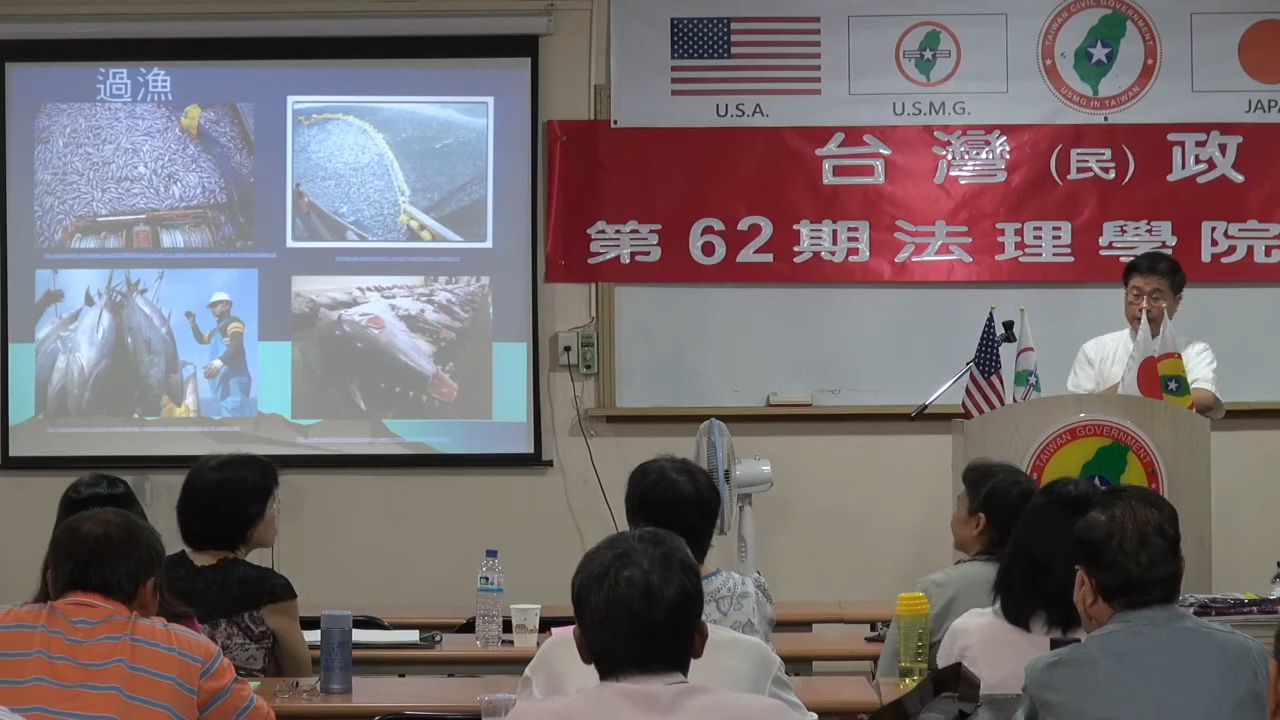 過漁
U.S.A.
U.S.M.G.
TAIWAN CIVIL GOVERNMENT
USMG IN TAIWAN
JAPA
台灣(民)政
第62期法理學院
TAIWAN GOVERNMENT